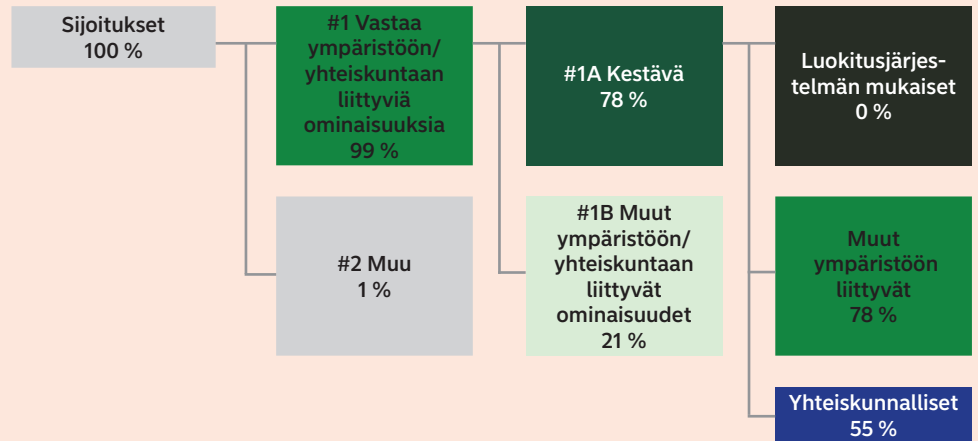 Sijoitukset
100 %
#1 Vastaa
ympäristöön/
yhteiskuntaan
liittyviä
ominaisuuksia
99 %
#2 Muu
1 %
#1A Kestävä
78 %
#1B Muut
ympäristöön/
yhteiskuntaan
liittyvät
ominaisuudet
21 %
Luokitusjärjes-
telmän mukaiset
0 %
Muut
ympäristöön
liittyvät
78 %
Yhteiskunnalliset
55 %